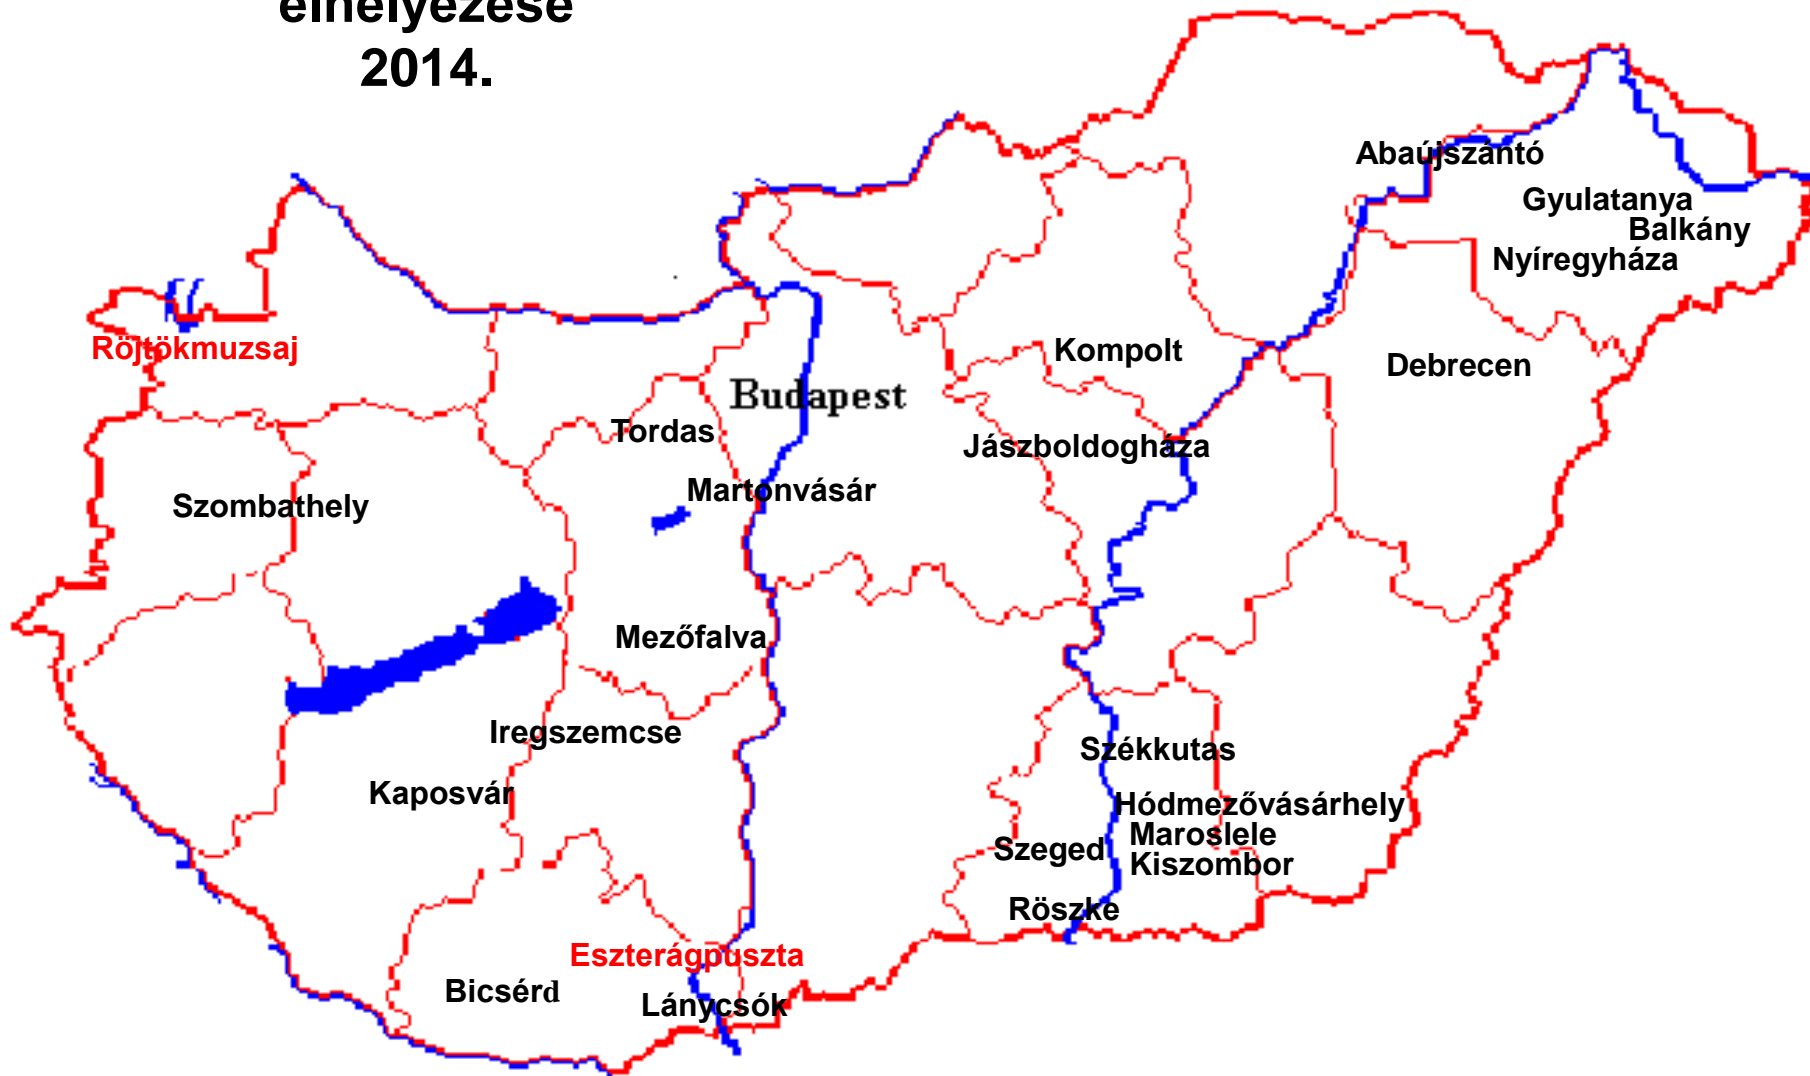 elhelyezése
2014.
Abaújszántó
Gyulatanya
Balkány
Nyíregyháza
Röjtökmuzsaj
Kompolt
Debrecen
Budapest
Tordas
Jászboldogháza
Martonvásár
Szombathely
Mezőfalva
Iregszemcse
Székkutas
Kaposvár
Hódmezővásárhely
Maroslele
Szeged
Kiszombor
Röszke
Eszterágpuszta
Bicsérd
Lánycsók